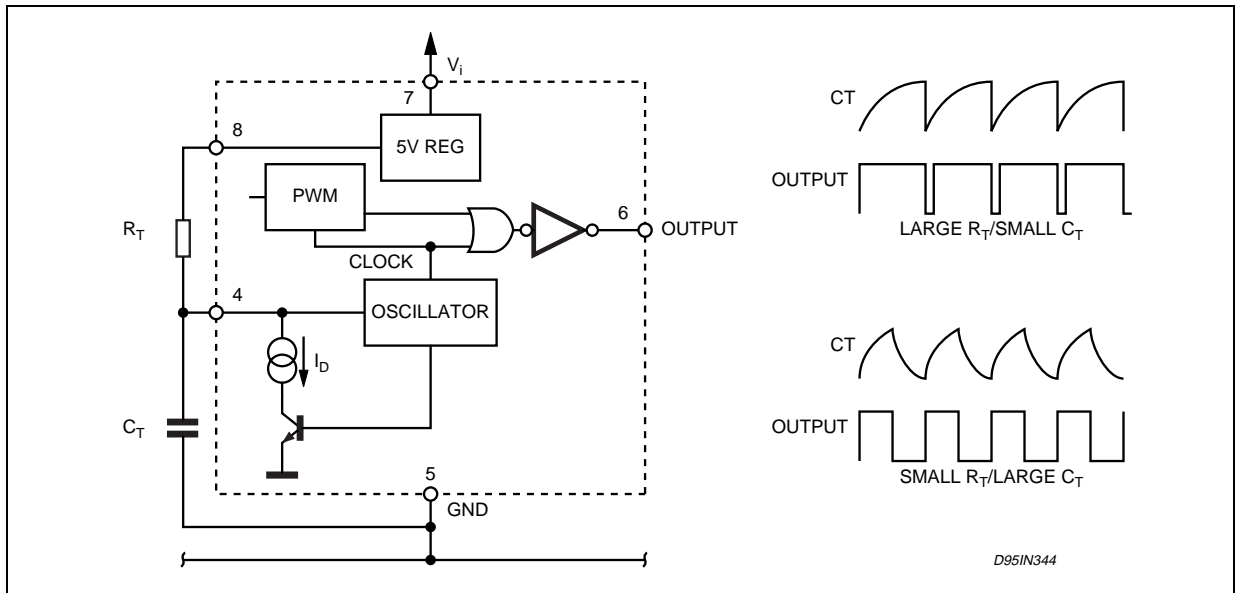 Vi
7
8
5V REG
PWM
6
OUTPUT
RT
CLOCK
4
OSCILLATOR
ID
CT
5
GND
CT
OUTPUT
LARGE RT/SMALL CT
CT
OUTPUT
SMALL RT/LARGE CT
D95IN344